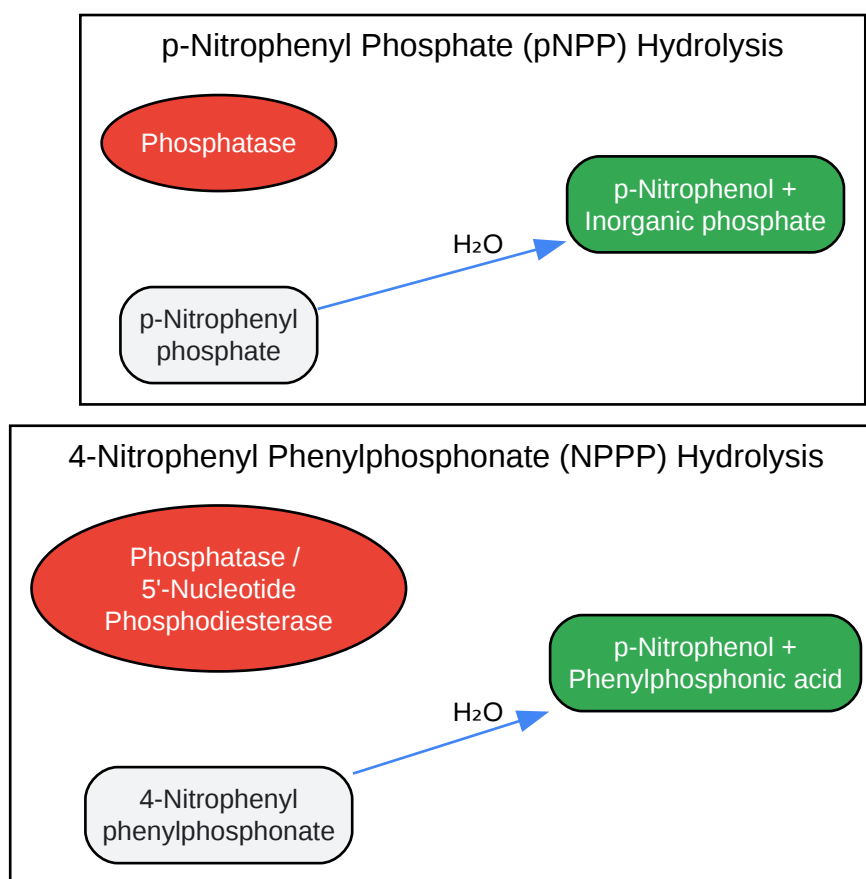 p-Nitrophenyl Phosphate (pNPP) Hydrolysis
Phosphatase
p-Nitrophenol +
Inorganic phosphate
H₂O
p-Nitrophenyl
phosphate
4-Nitrophenyl Phenylphosphonate (NPPP) Hydrolysis
Phosphatase /
5'-Nucleotide
Phosphodiesterase
p-Nitrophenol +
Phenylphosphonic acid
H₂O
4-Nitrophenyl
phenylphosphonate